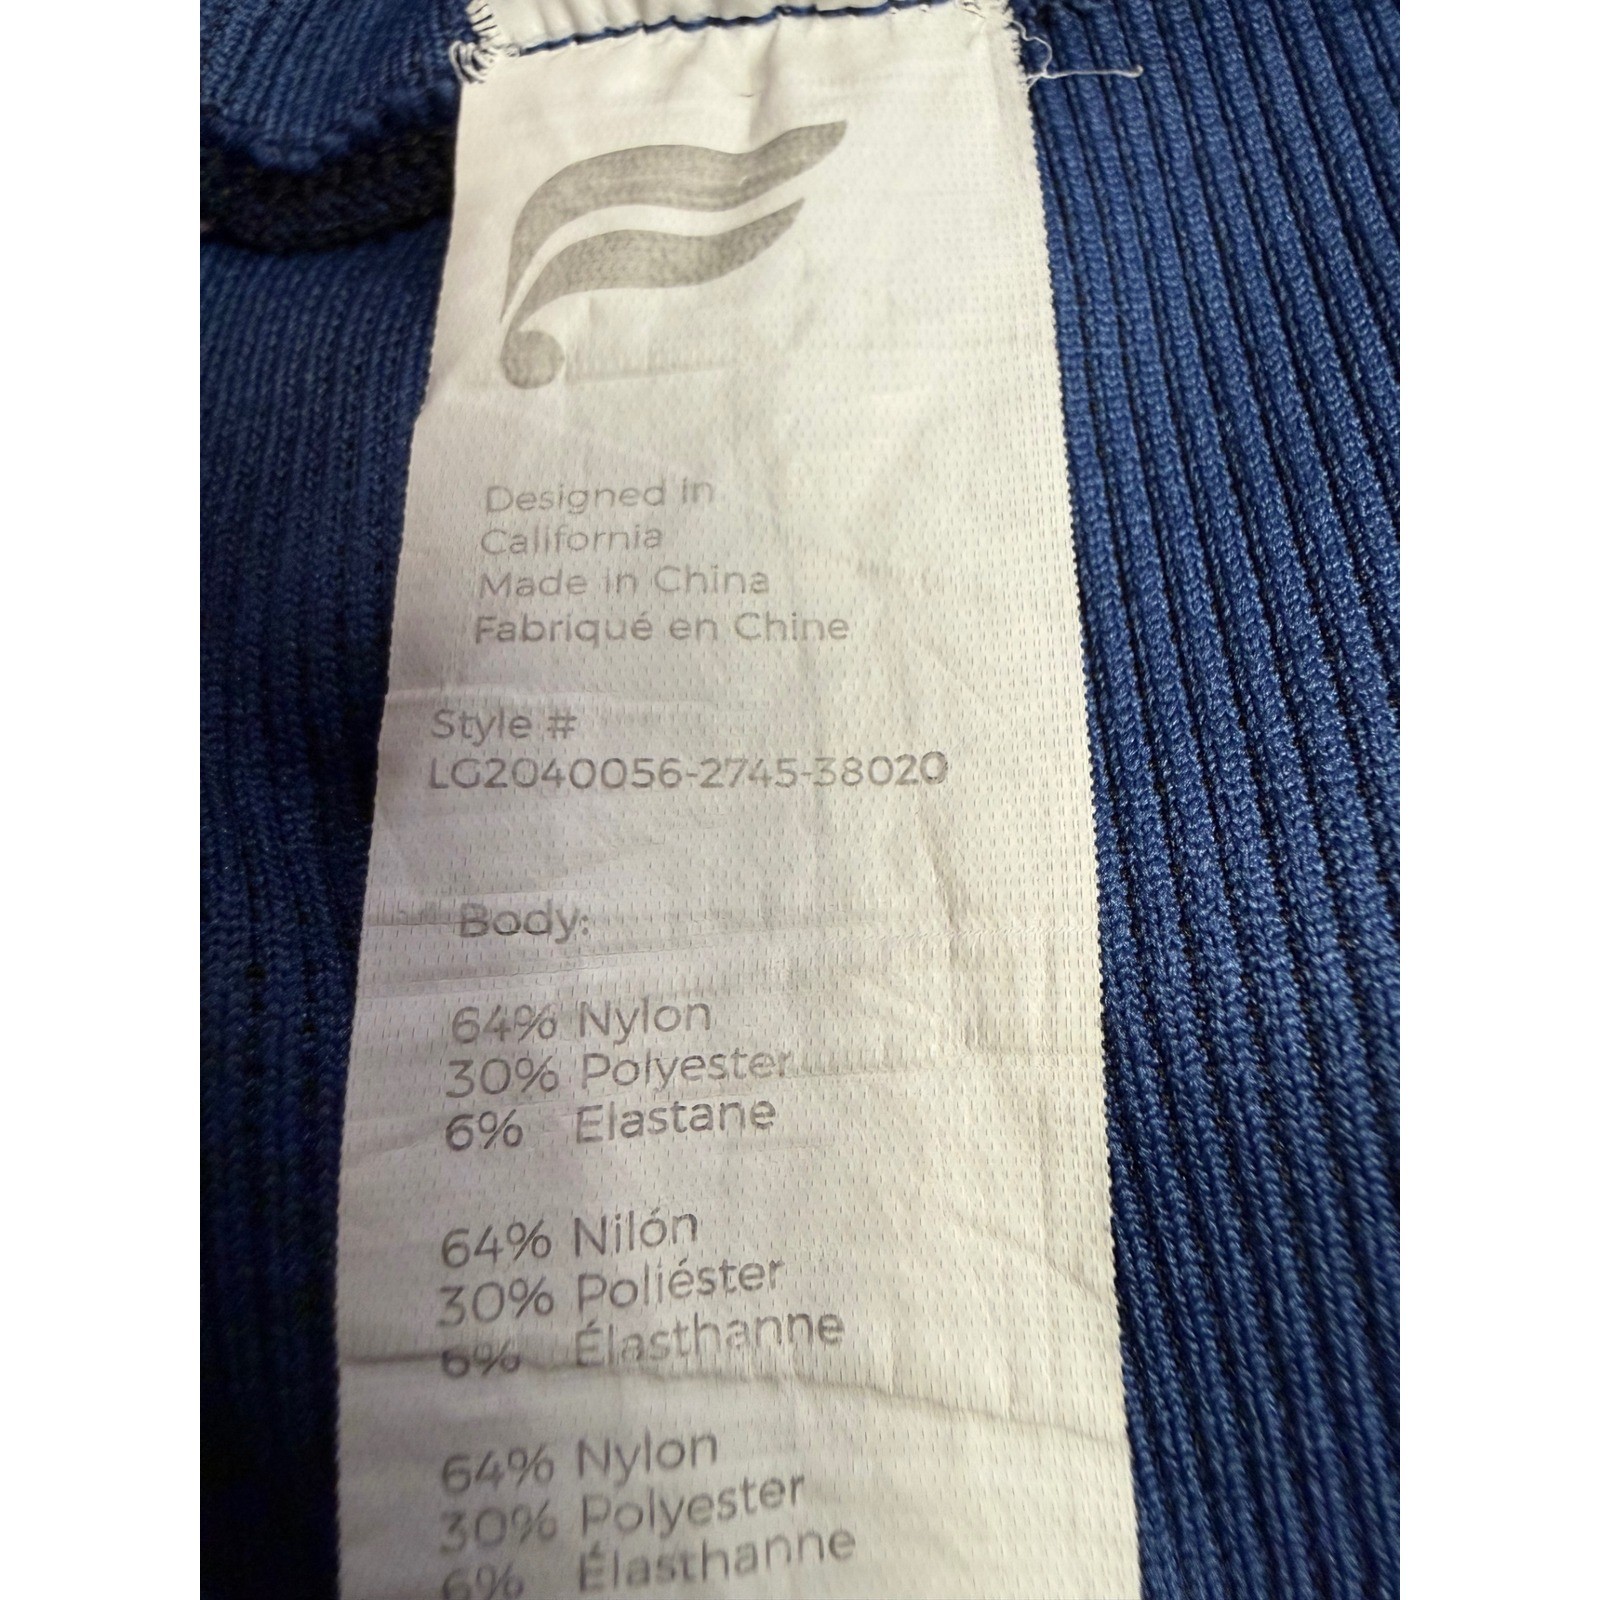 Designed in
California
Made in China
Fabriqué en Chine
Style #
LG2040056-2745-38020
Body:
64% Nylon
30% Polyester
6% Elastane
64% Nilón
30% Poliéster
6% Élasthanne
64% Nylon
30% Polyester
6% Élasthanne